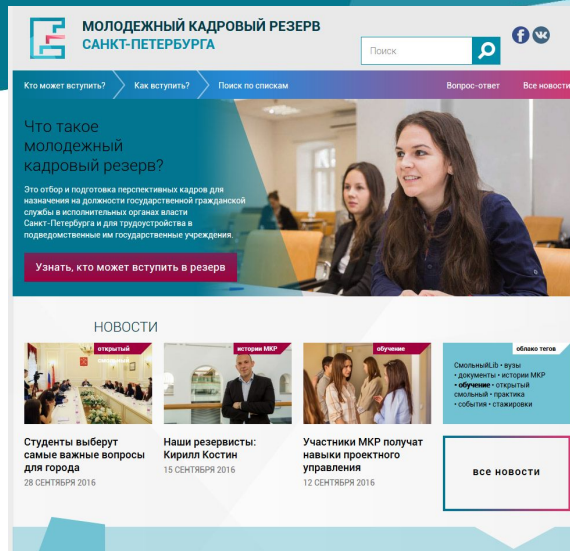 МОЛОДЕЖНЫЙ КАДРОВЫЙ РЕЗЕРВ
САНКТ-ПЕТЕРБУРГА
Поиск
Кто может вступить?
Как вступить?
Поиск по спискам
Вопрос-ответ
Все новости
Что такое
молодежный
кадровый резерв?
Это отбор и подготовка перспективных кадров для
назначения на должности государственной гражданской
службы в исполнительных органах власти
Санкт-Петербурга и для трудоустройства в
подведомственные им государственные учреждения.
Узнать, кто может вступить в резерв
НОВОСТИ
открытый
смольный
Студенты выберут
самые важные вопросы
для города
28 СЕНТЯБРЯ 2016
истории МКР
Наши резервисты:
Кирилл Костин
15 СЕНТЯБРЯ 2016
обучение
Участники МКР получат
навыки проектного
управления
12 СЕНТЯБРЯ 2016
облако тегов
СмольныйLib • вузы
• документы • истории МКР
• обучение • открытый
смольный • практика
• события • стажировки
все новости